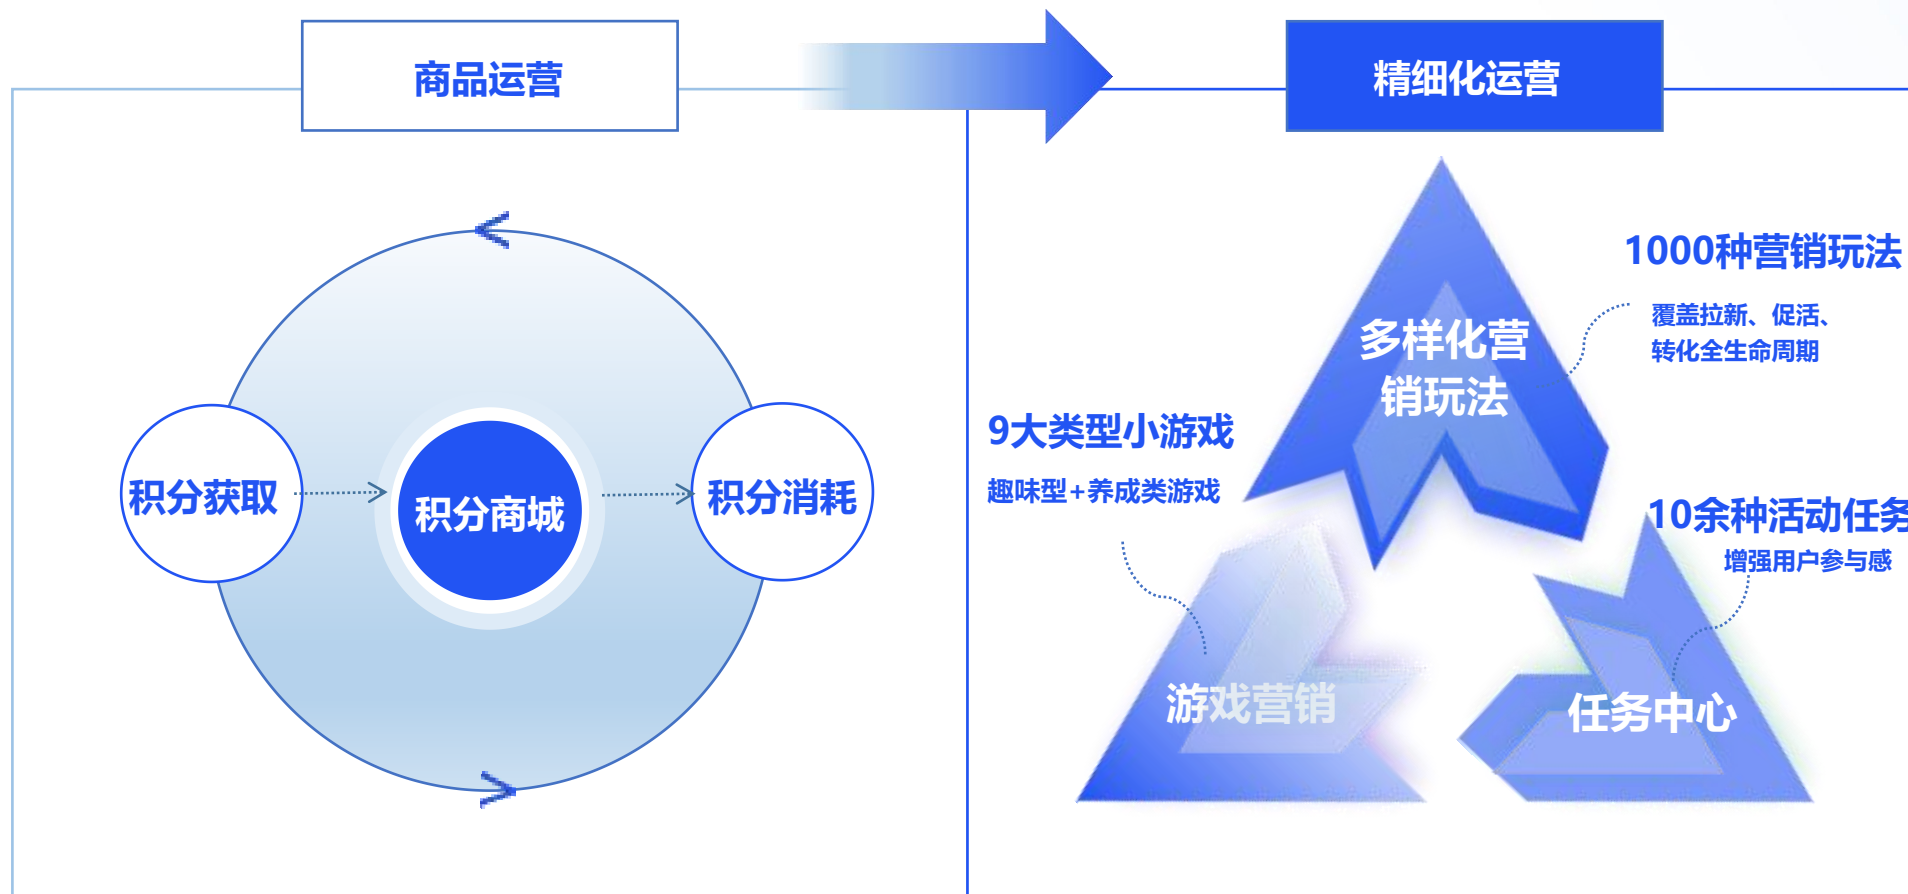 商品运营
积分获取
积分商城
积分消耗
精细化运营
1000种营销玩法
覆盖拉新、促活、
转化全生命周期
多样化营
销玩法
9大类型小游戏
趣味型+养成类游戏
10余种活动任务
增强用户参与感
游戏营销
任务中心